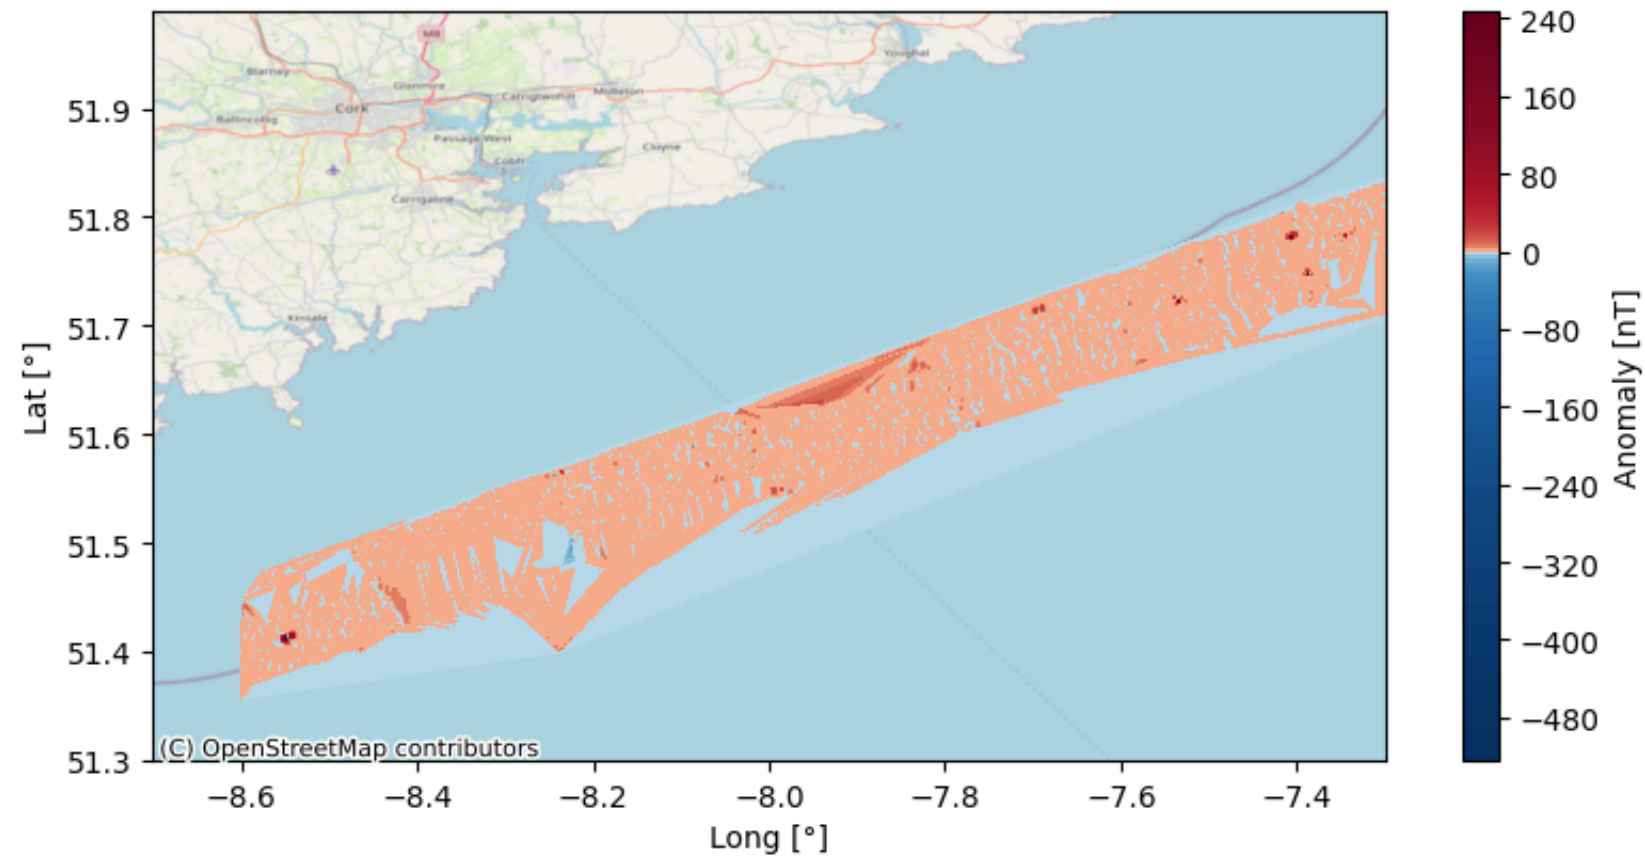 M8
Youghal
Blarney
Glanmire
Carrigtwohill
Midleton
Cork
Ballincollig
Passage West
Cloyne
Cobh
Carrigaline
Kinsale
(C) OpenStreetMap contributors
51.9
51.8
51.7
51.6
51.5
51.4
51.3
Lat [°]
−8.6 −8.4 −8.2 −8.0 −7.8 −7.6 −7.4
Long [°]
240
160
80
0
−80
−160
−240
−320
−400
−480
Anomaly [nT]